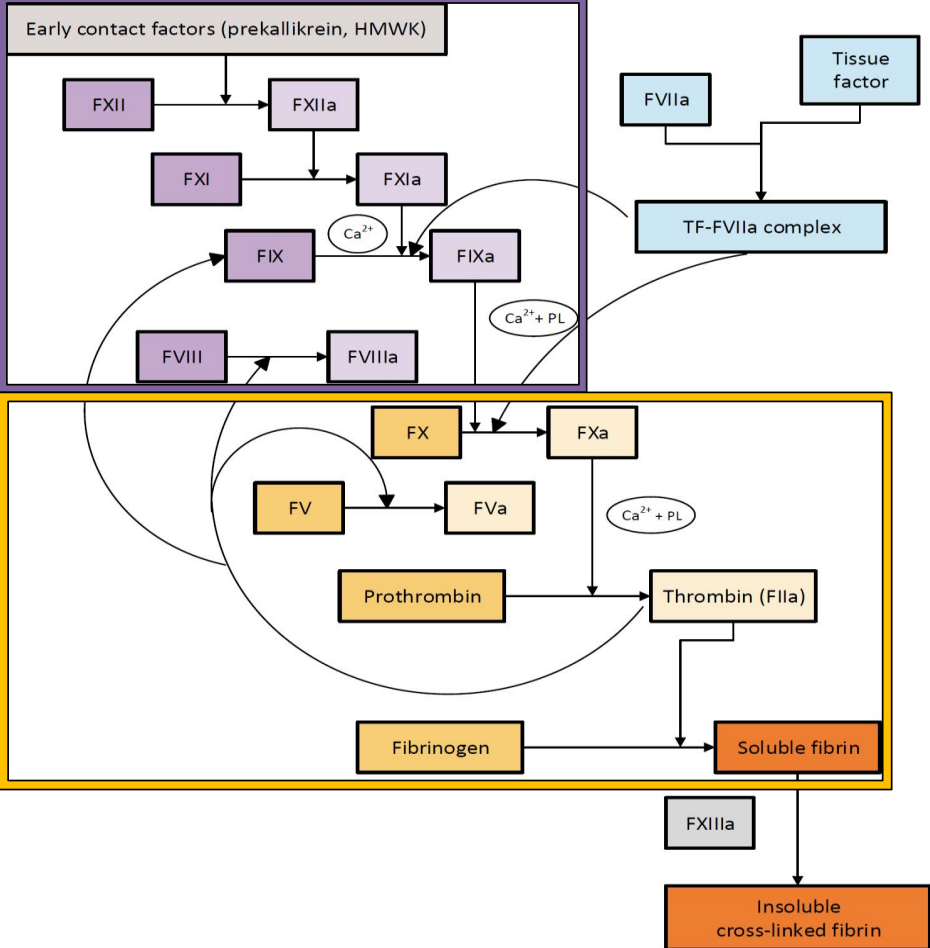 Early contact factors (prekallikrein, HMWK)
Tissue
factor
FVIIa
FXII
FXIIa
FXI
FXIa
TF-FVIIa complex
Ca²⁺
FIX
FIXa
Ca²⁺+ PL
FVIII
FVIIIa
FX
FXa
FV
FVa
Ca²⁺ + PL
Prothrombin
Thrombin (FIIa)
Fibrinogen
Soluble fibrin
FXIIIa
Insoluble
cross-linked fibrin